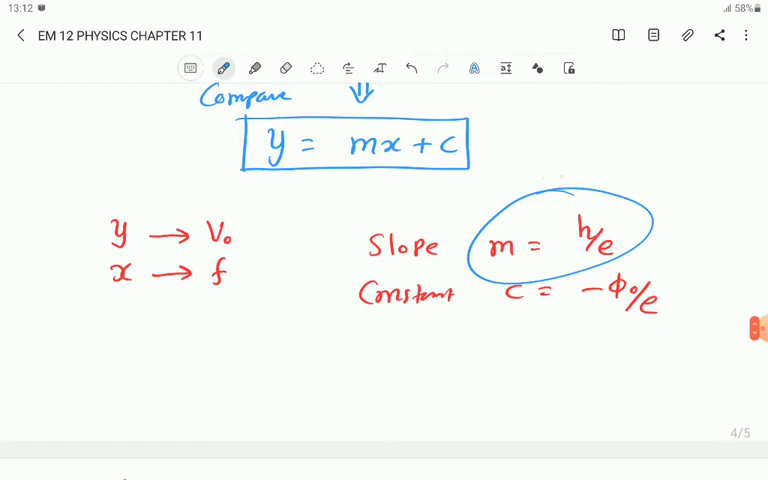 13:12 58%
EM 12 PHYSICS CHAPTER 11
Compare ⇓
y = mx + c
y → V₀ Slope m = h/e
x → f Constant c = -Φ₀/e
4/5